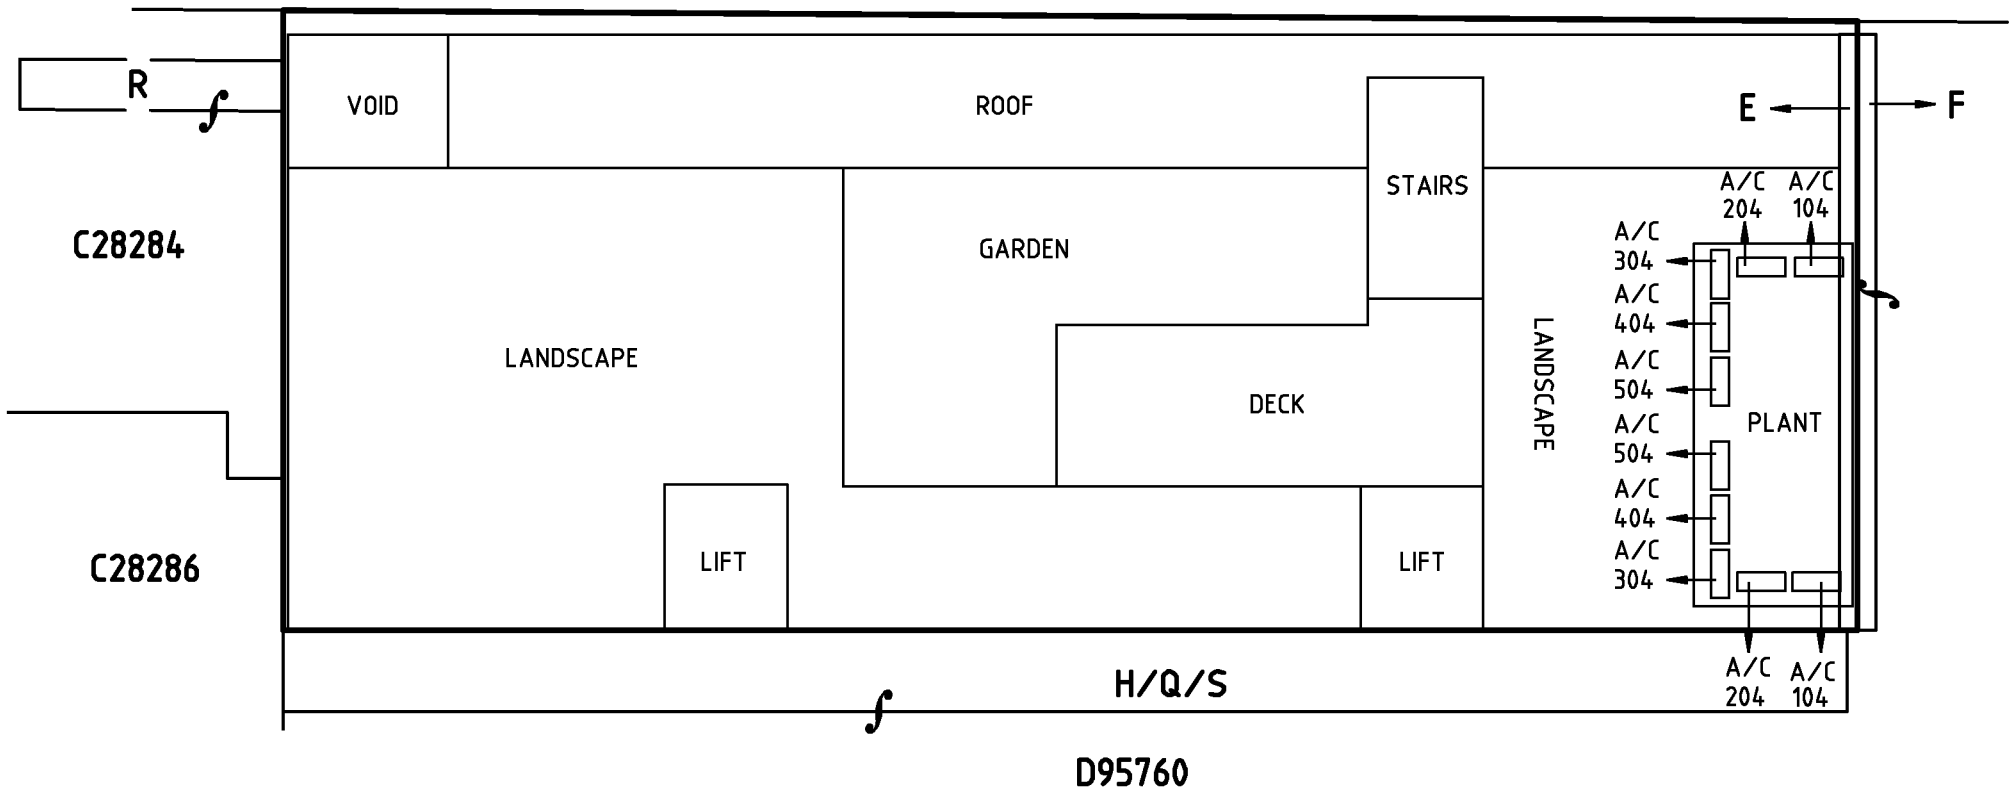 R
VOID
ROOF
E
F
STAIRS
A/C
204
A/C
104
C28284
GARDEN
A/C
304
A/C
404
LANDSCAPE
LANDSCAPE
A/C
504
DECK
PLANT
A/C
504
A/C
404
C28286
LIFT
LIFT
A/C
304
H/Q/S
A/C
204
A/C
104
D95760